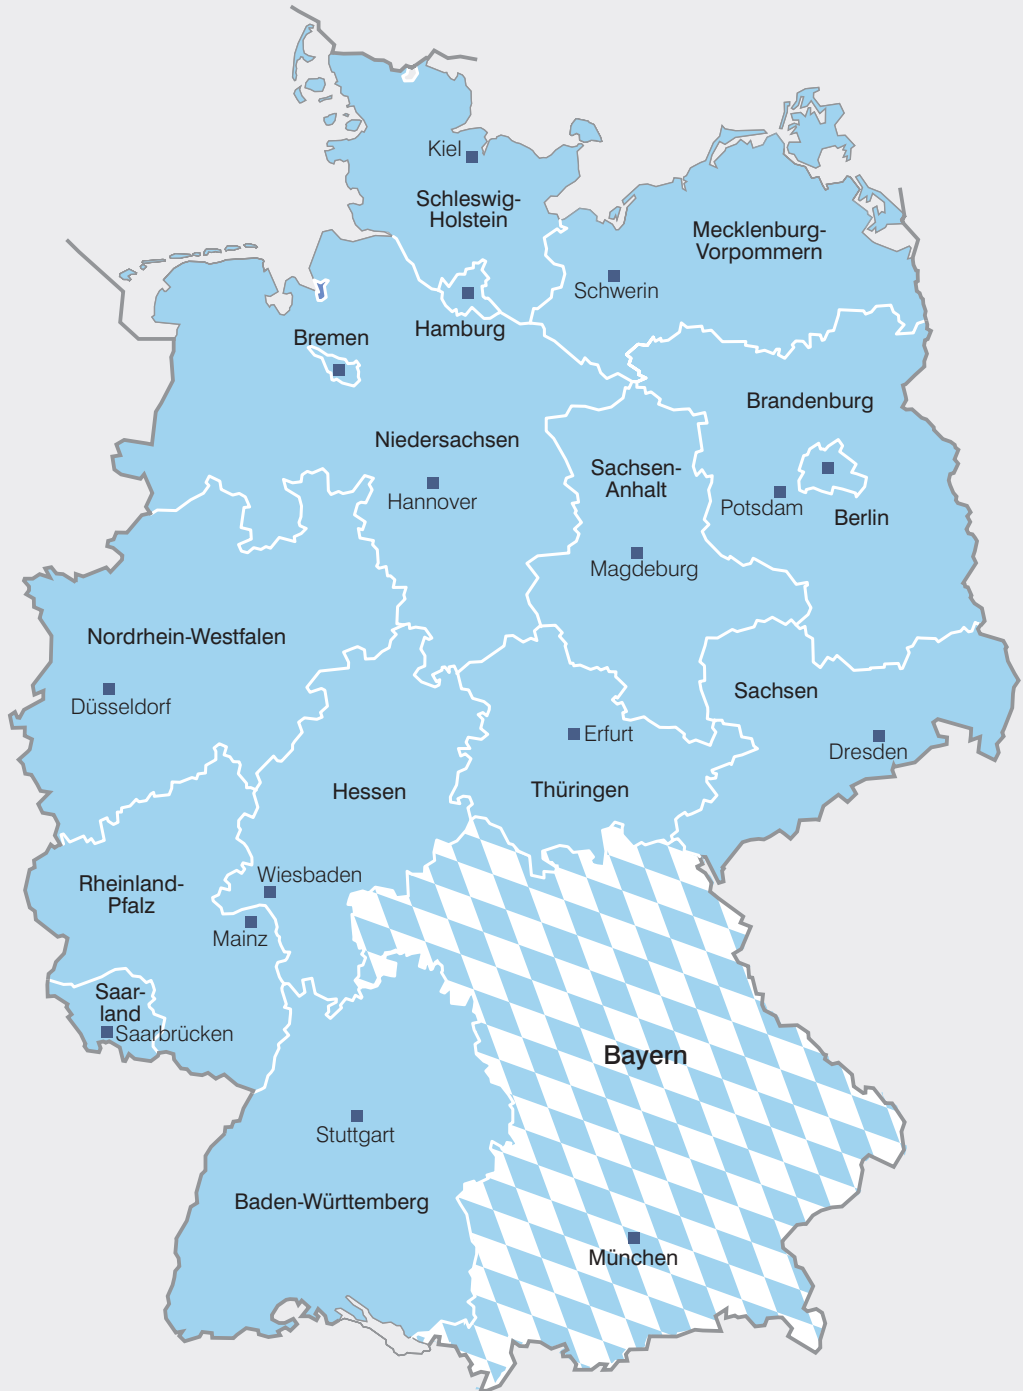 Kiel
Schleswig-
Holstein
Mecklenburg-
Vorpommern
Schwerin
Hamburg
Bremen
Brandenburg
Niedersachsen
Sachsen-
Anhalt
Hannover
Potsdam
Berlin
Magdeburg
Nordrhein-Westfalen
Sachsen
Düsseldorf
Erfurt
Dresden
Hessen
Thüringen
Wiesbaden
Rheinland-
Pfalz
Mainz
Saar-
land
Saarbrücken
Bayern
Stuttgart
Baden-Württemberg
München